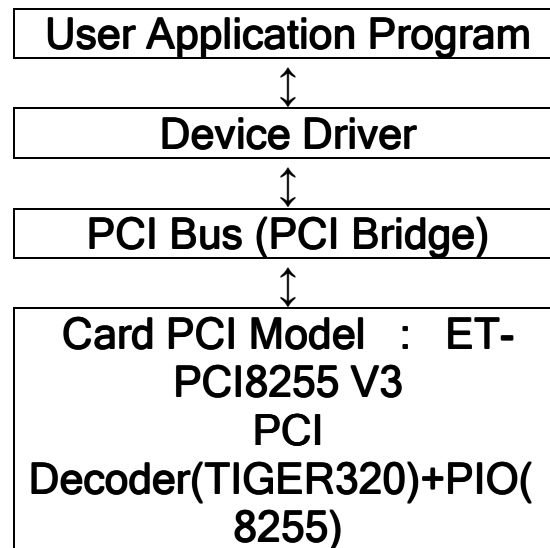 User Application Program
↕
Device Driver
↕
PCI Bus (PCI Bridge)
↕
Card PCI Model : ET-
PCI8255 V3
PCI
Decoder(TIGER320)+PIO(
8255)